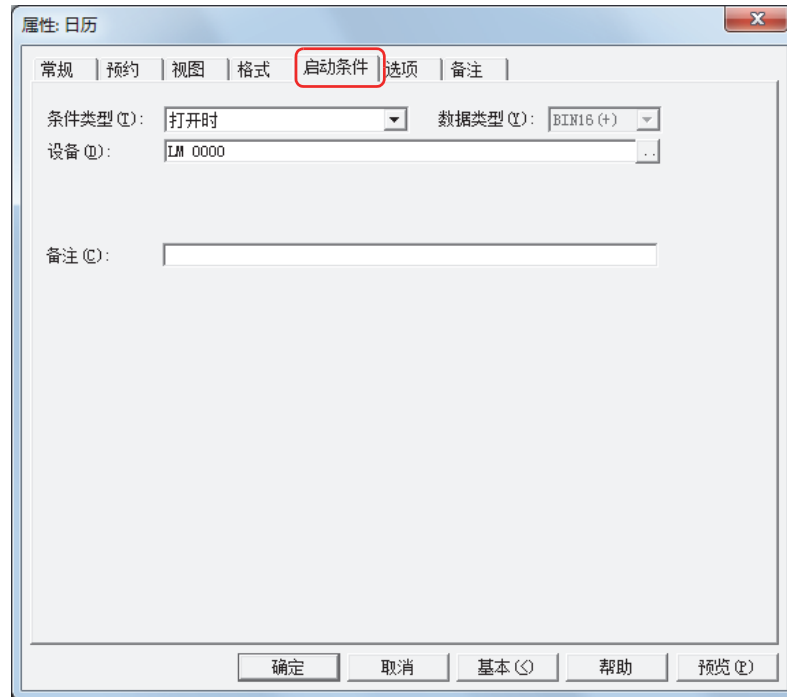 属性: 日历
常规 预约 视图 格式 启动条件 选项 备注
条件类型(T): 打开时 数据类型(Y): BIN16(+)
设备(D): LM 0000 ..
备注(C):
确定 取消 基本(<) 帮助 预览(P)